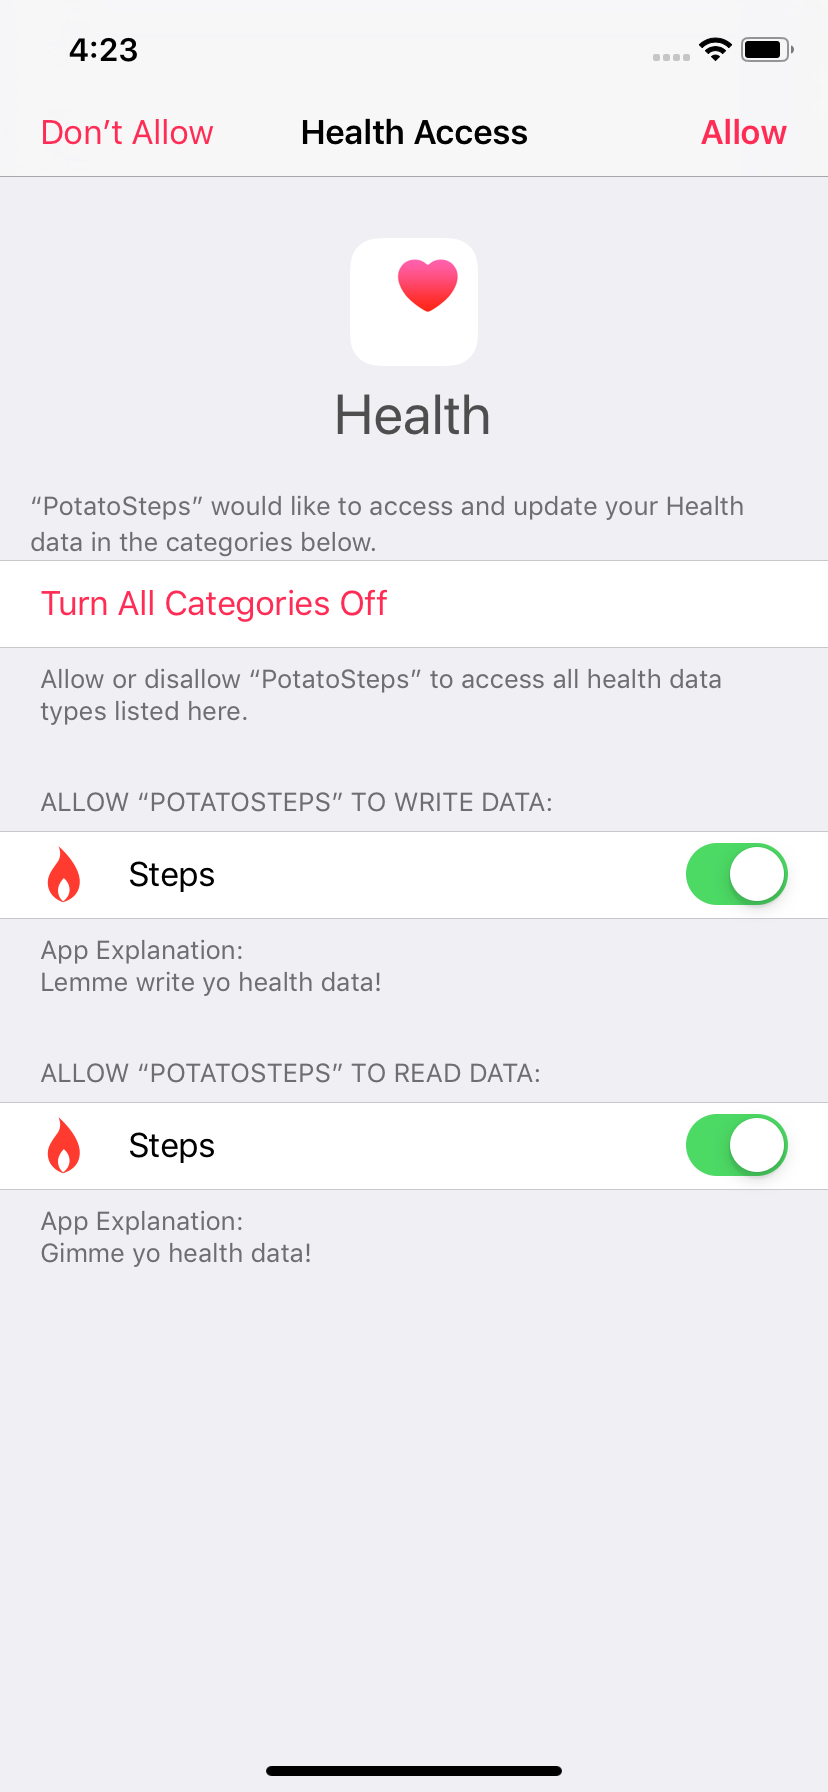 4:23
Don’t Allow
Health Access
Allow
Health
“PotatoSteps” would like to access and update your Health
data in the categories below.
Turn All Categories Off
Allow or disallow “PotatoSteps” to access all health data
types listed here.
ALLOW “POTATOSTEPS” TO WRITE DATA:
Steps
App Explanation:
Lemme write yo health data!
ALLOW “POTATOSTEPS” TO READ DATA:
Steps
App Explanation:
Gimme yo health data!